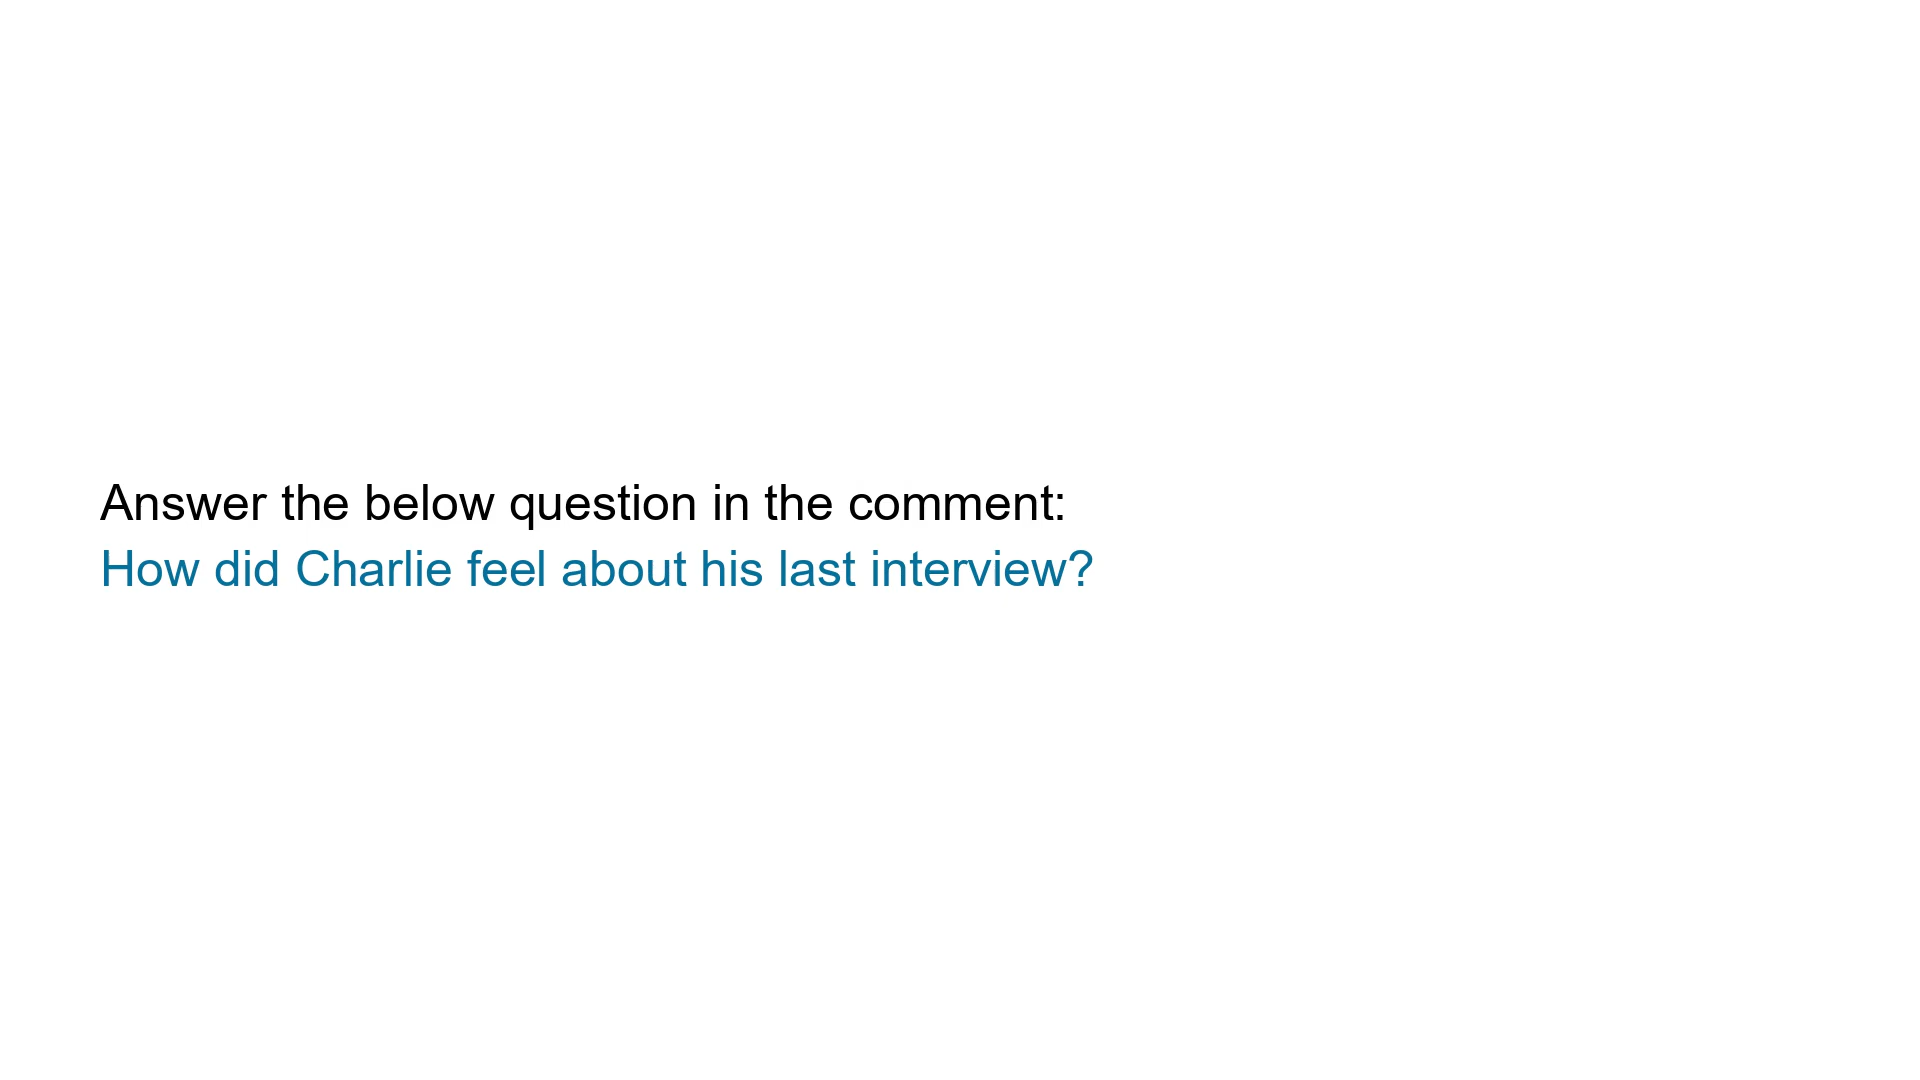 Answer the below question in the comment:
How did Charlie feel about his last interview?